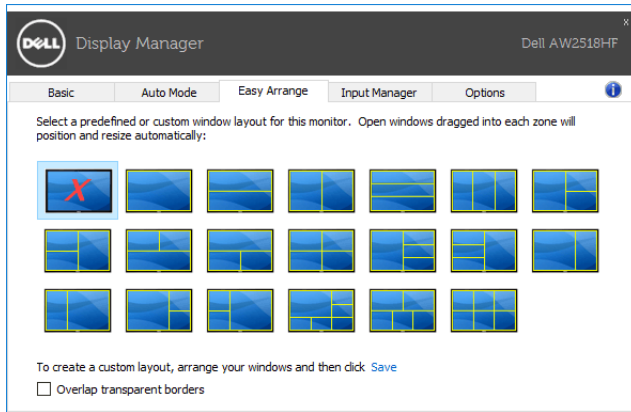 x
DELL Display Manager Dell AW2518HF
Basic Auto Mode Easy Arrange Input Manager Options i
Select a predefined or custom window layout for this monitor. Open windows dragged into each zone will
position and resize automatically:
X
To create a custom layout, arrange your windows and then click Save
Overlap transparent borders